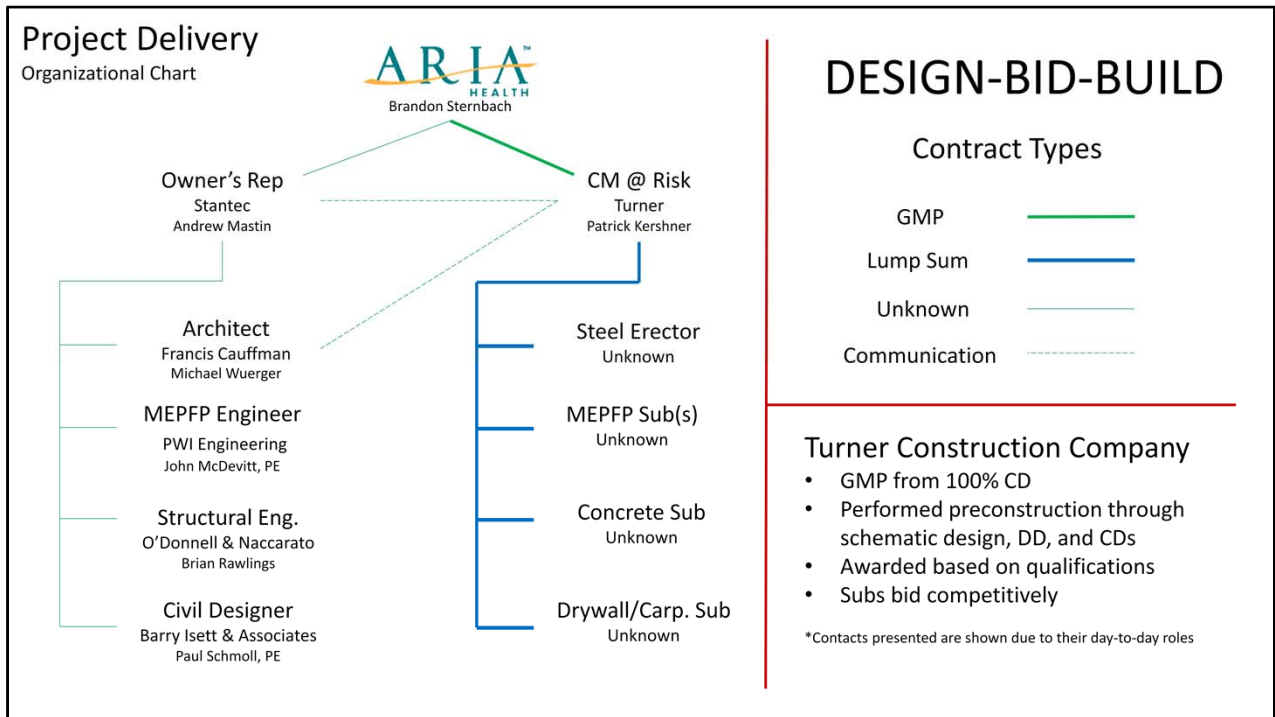 Project Delivery
Organizational Chart
ARIA™
HEALTH
Brandon Sternbach
Owner's Rep
Stantec
Andrew Mastin
CM @ Risk
Turner
Patrick Kershner
Architect
Francis Cauffman
Michael Wuerger
MEPFP Engineer
PWI Engineering
John McDevitt, PE
Structural Eng.
O'Donnell & Naccarato
Brian Rawlings
Civil Designer
Barry Isett & Associates
Paul Schmoll, PE
Steel Erector
Unknown
MEPFP Sub(s)
Unknown
Concrete Sub
Unknown
Drywall/Carp. Sub
Unknown
DESIGN-BID-BUILD
Contract Types
GMP
Lump Sum
Unknown
Communication
Turner Construction Company
• GMP from 100% CD
• Performed preconstruction through
schematic design, DD, and CDs
• Awarded based on qualifications
• Subs bid competitively
*Contacts presented are shown due to their day-to-day roles